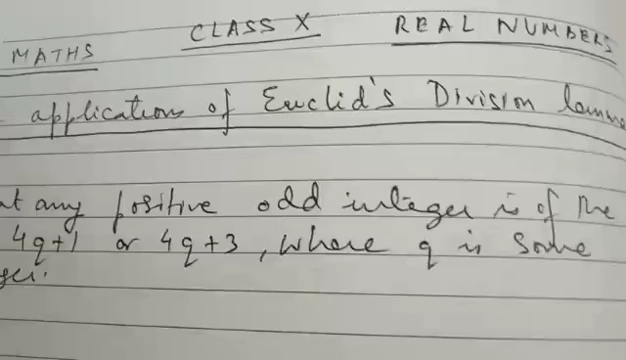 MATHS CLASS X REAL NUMBERS
application of Euclid's Division
any positive odd integer is of the
4q+1 or 4q+3, where q is some